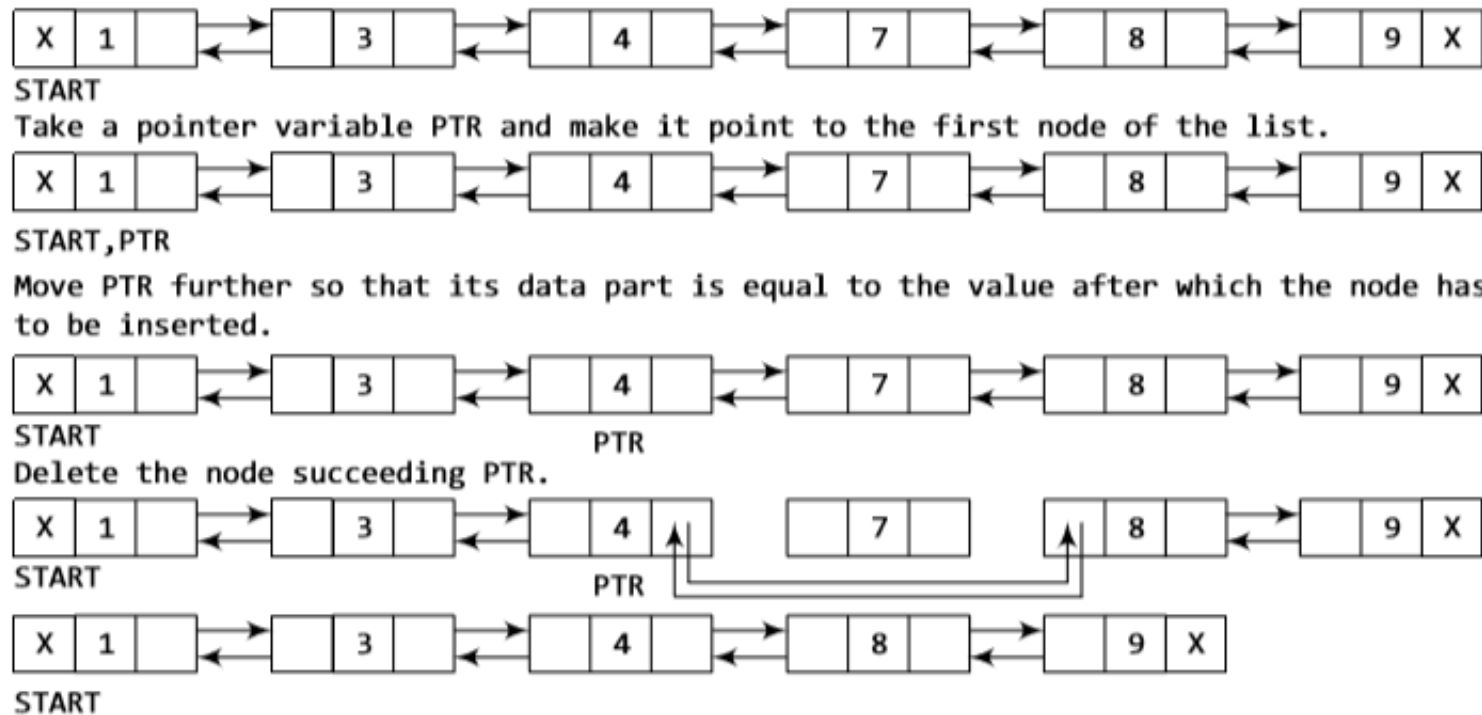 X 1 3 4 7 8 9 X
START
Take a pointer variable PTR and make it point to the first node of the list.
X 1 3 4 7 8 9 X
START,PTR
Move PTR further so that its data part is equal to the value after which the node has
to be inserted.
X 1 3 4 7 8 9 X
START PTR
Delete the node succeeding PTR.
X 1 3 4 7 8 9 X
START PTR
X 1 3 4 8 9 X
START